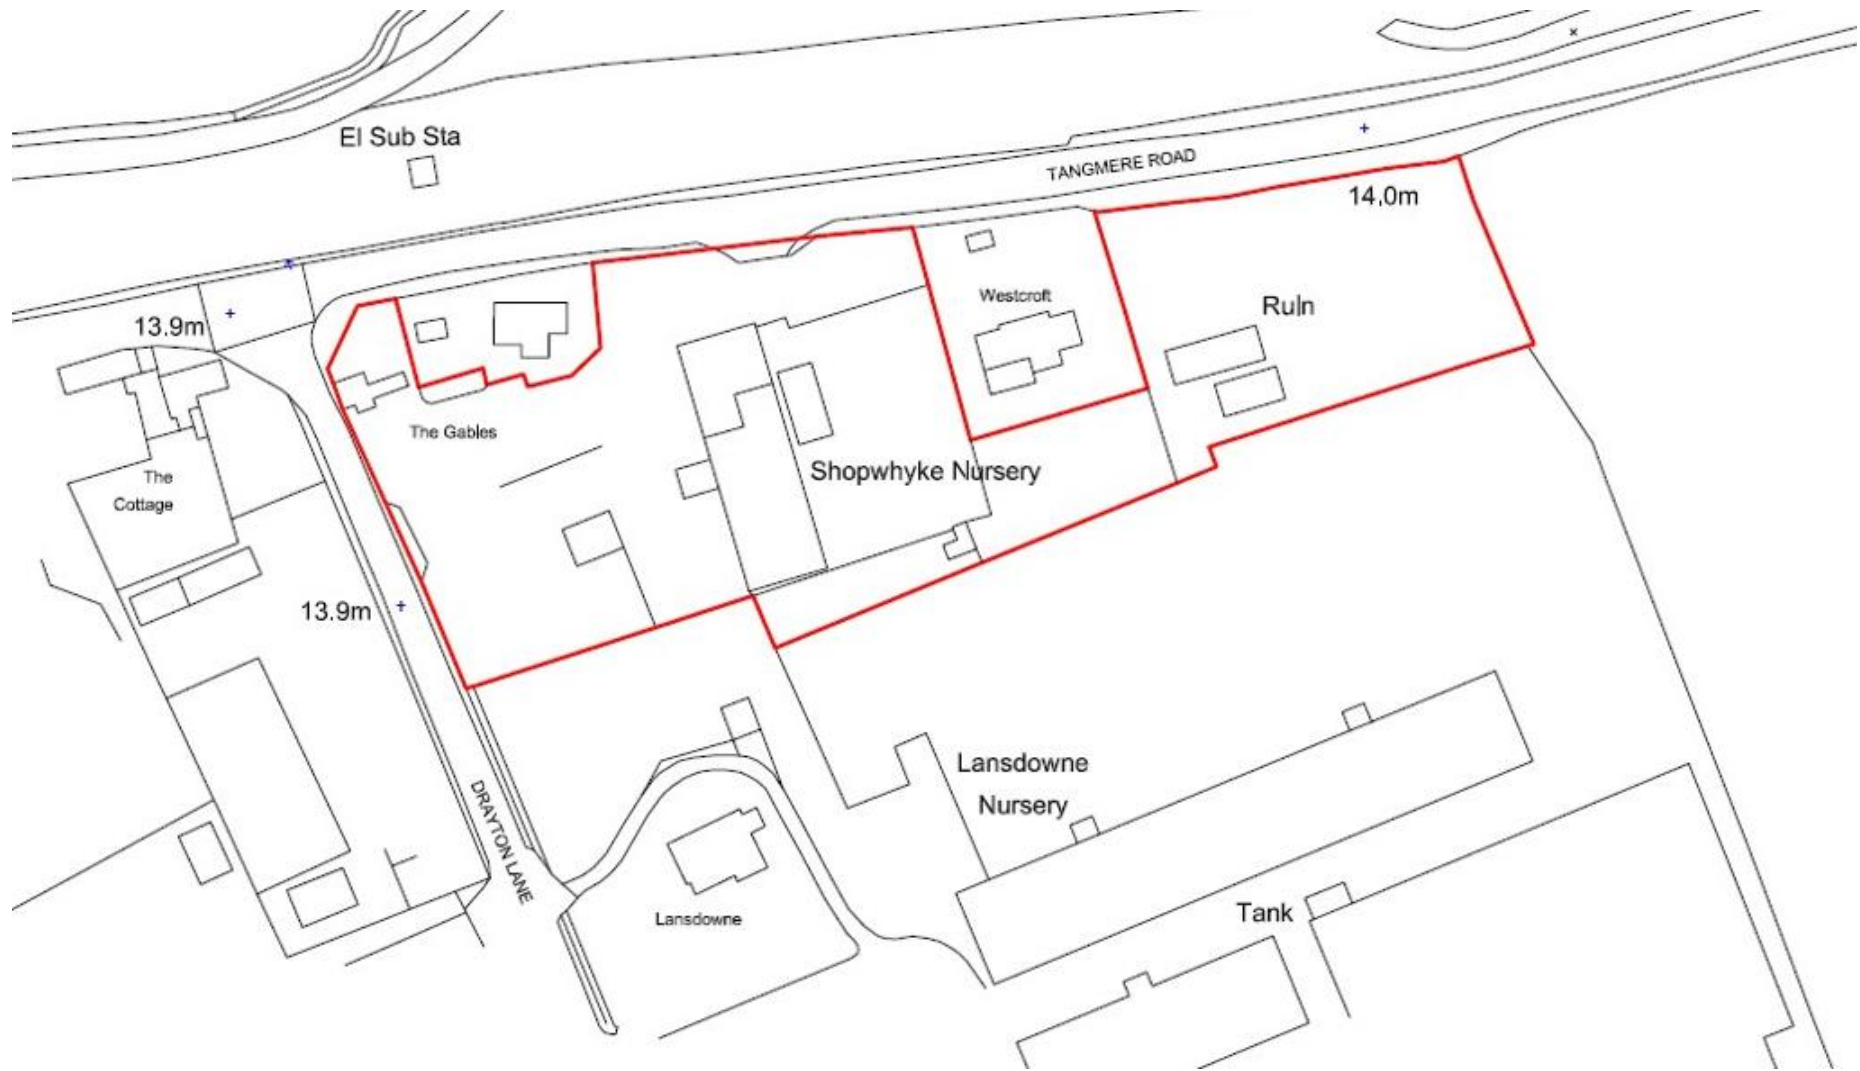 El Sub Sta
TANGMERE ROAD
14.0m
Westcroft
Ruin
13.9m
The Gables
Shopwhyke Nursery
The
Cottage
13.9m
Lansdowne
Nursery
DRAYTON LANE
Lansdowne
Tank